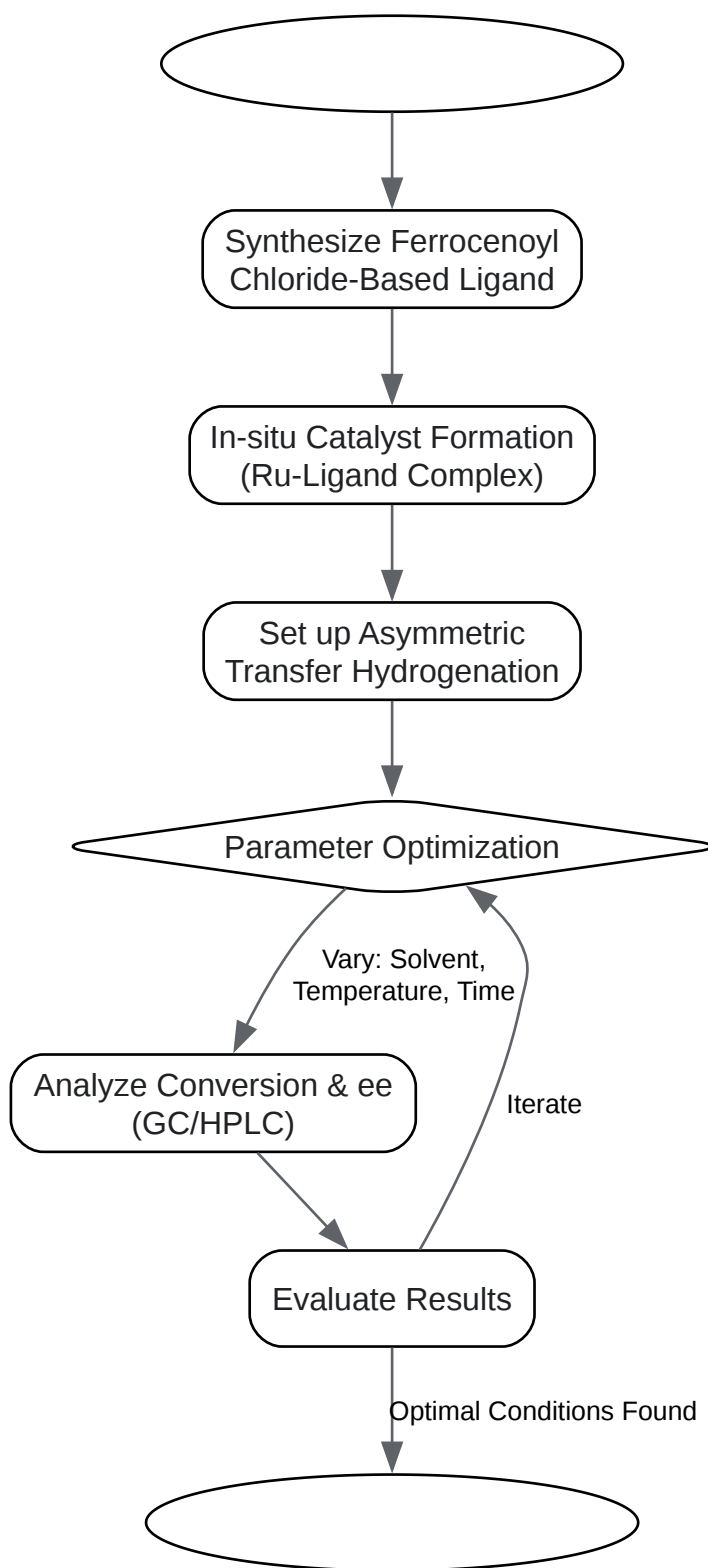 Synthesize Ferrocenoyl
Chloride-Based Ligand
In-situ Catalyst Formation
(Ru-Ligand Complex)
Set up Asymmetric
Transfer Hydrogenation
Parameter Optimization
Vary: Solvent,
Temperature, Time
Analyze Conversion & ee
(GC/HPLC)
Iterate
Evaluate Results
Optimal Conditions Found